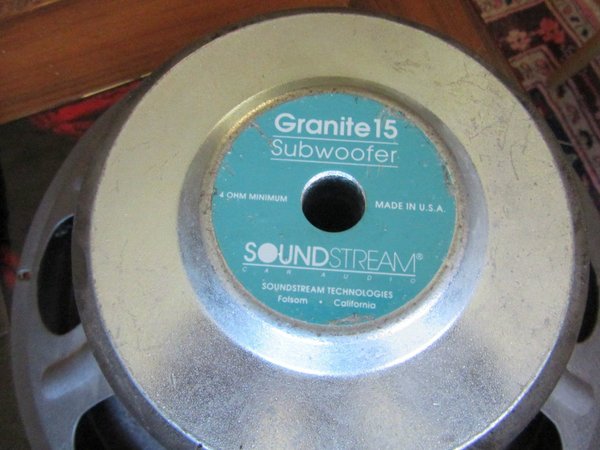 Granite 15
Subwoofer
4 OHM MINIMUM
MADE IN U.S.A.
SOUNDSTREAM®
CAR AUDIO
SOUNDSTREAM TECHNOLOGIES
Folsom • California